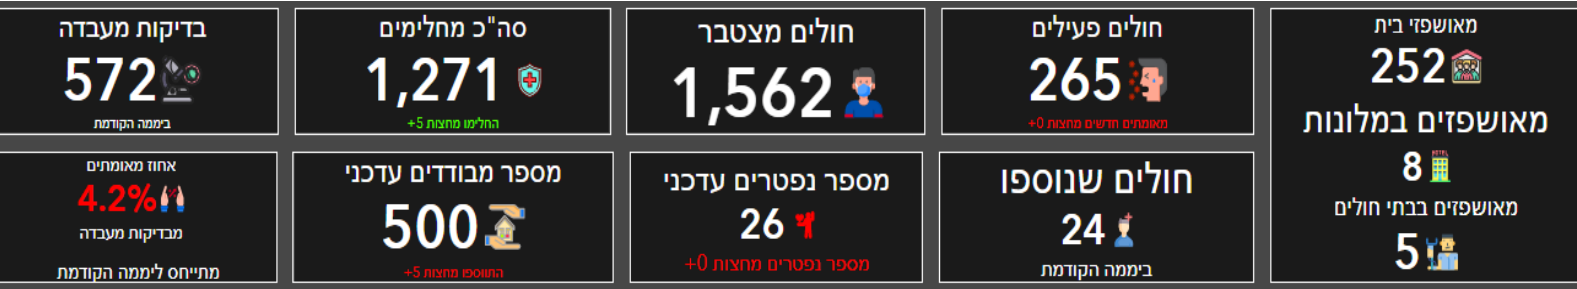 מאושפזי בית
252
מאושפזים במלונות
8
HOTEL
מאושפזים בבתי חולים
5
חולים פעילים
265
מאומתים חדשים מחצות 0+
חולים מצטבר
1,562
סה"כ מחלימים
1,271
החלימו מחצות 5+
בדיקות מעבדה
572
ביממה הקודמת
חולים שנוספו
24
ביממה הקודמת
מספר נפטרים עדכני
26
מספר נפטרים מחצות 0+
מספר מבודדים עדכני
500
התווספו מחצות 5+
אחוז מאומתים
4.2%
מבדיקות מעבדה
מתייחס ליממה הקודמת